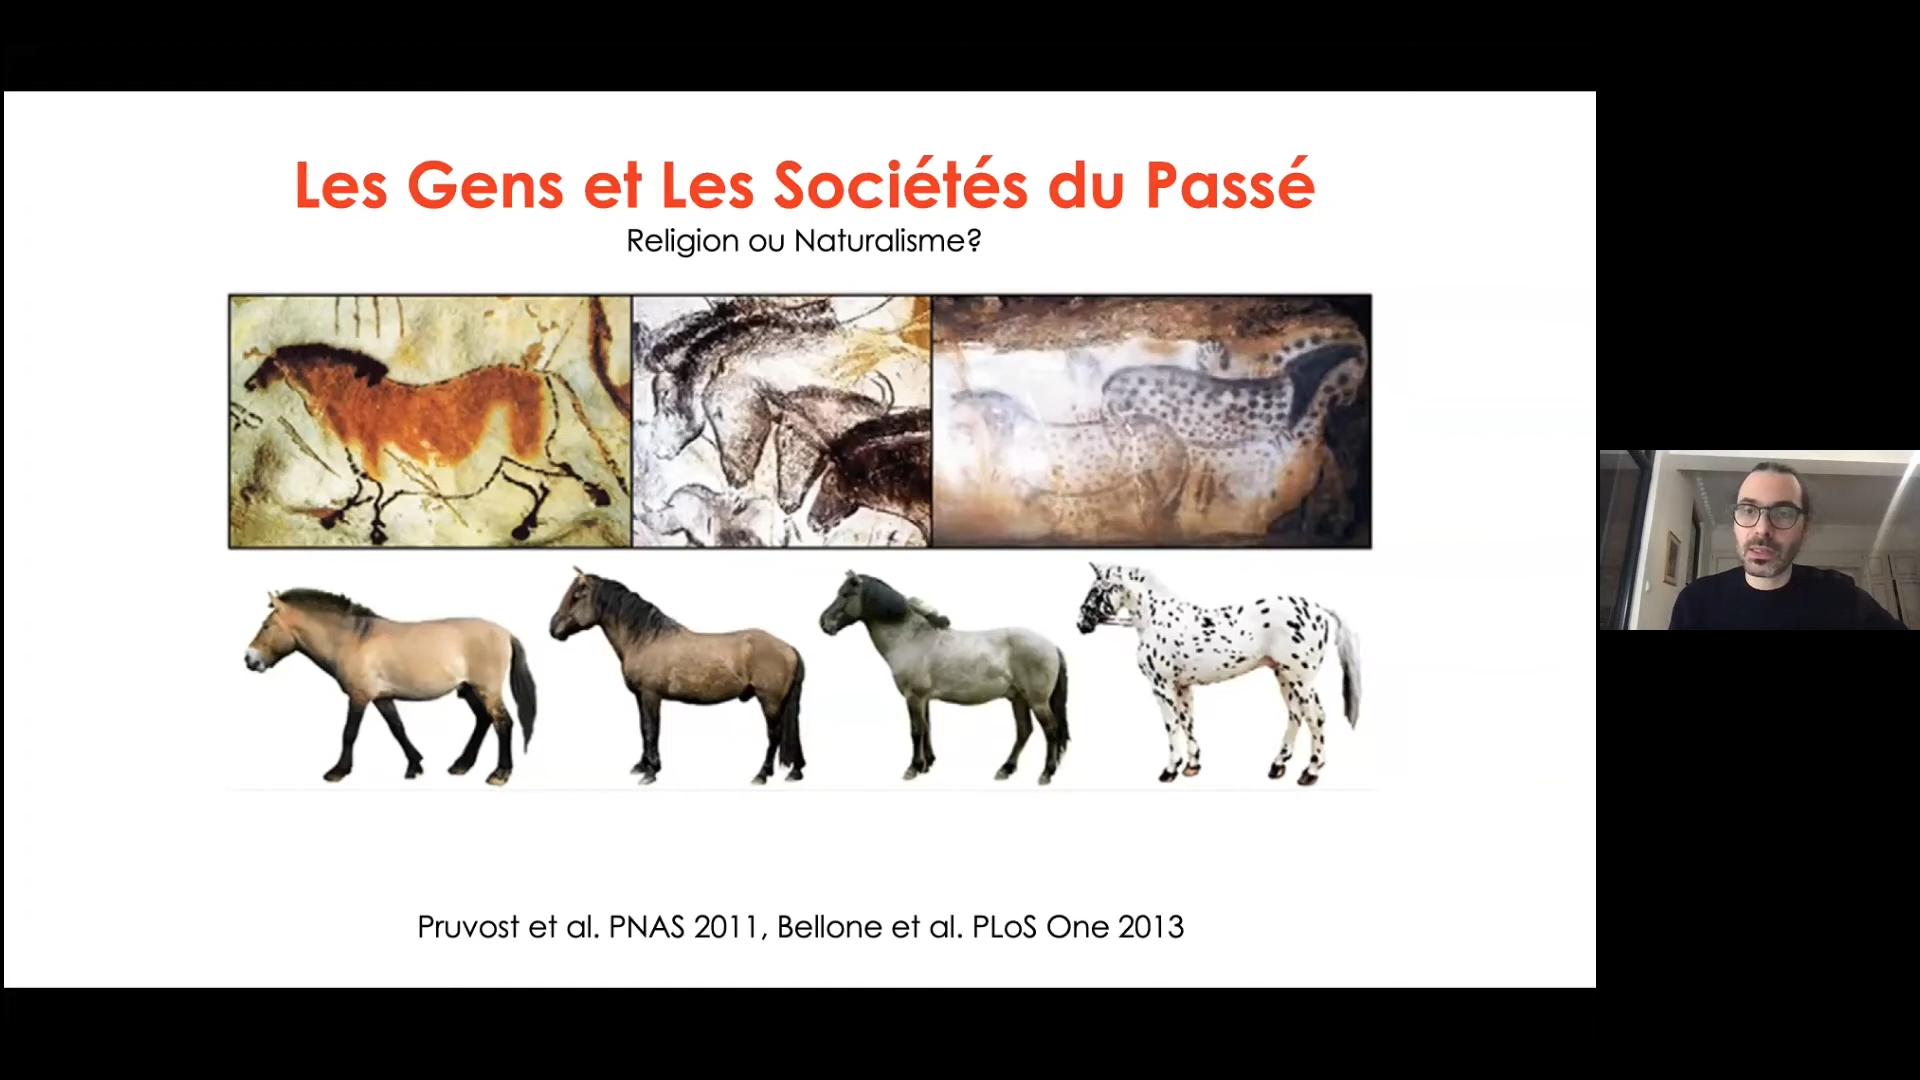 Les Gens et Les Sociétés du Passé
Religion ou Naturalisme?
Pruvost et al. PNAS 2011, Bellone et al. PLoS One 2013